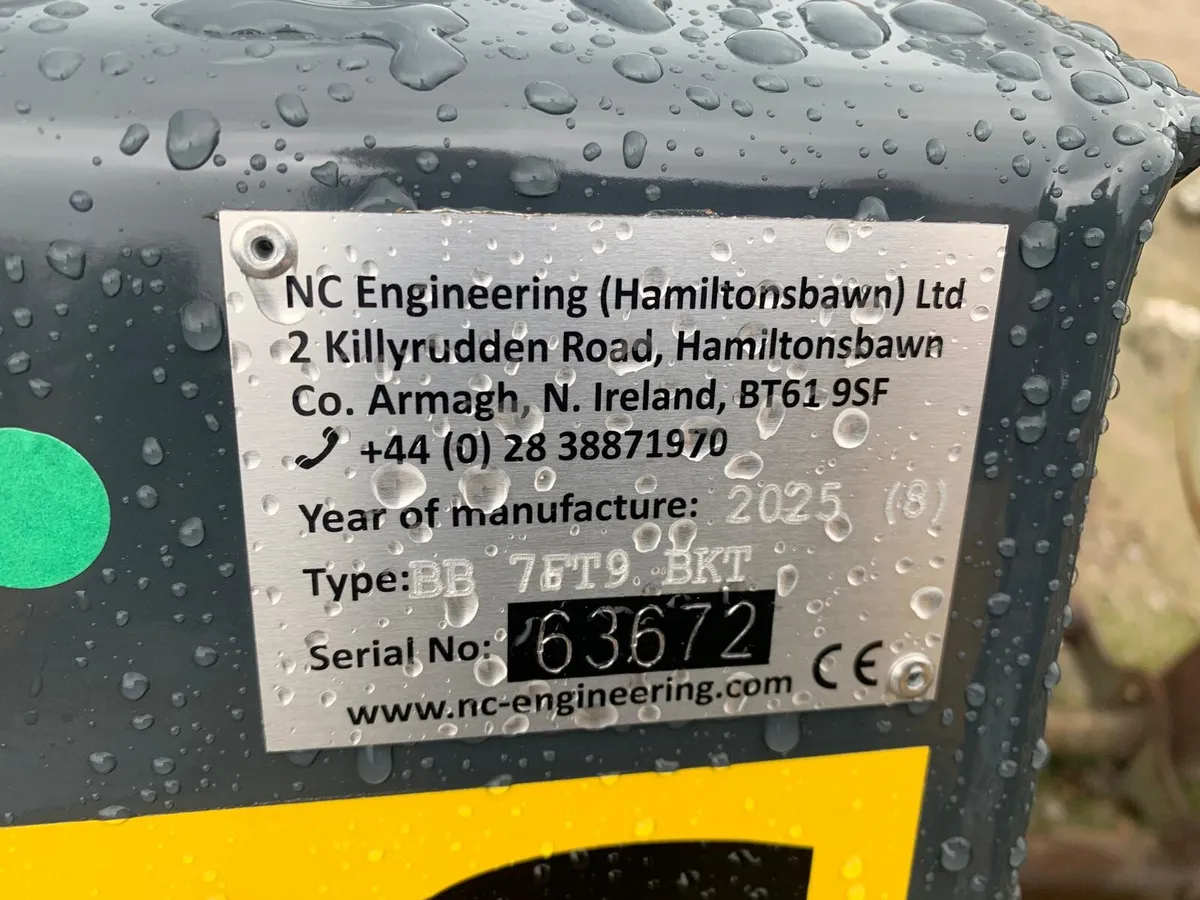 NC Engineering (Hamiltonsbawn) Ltd
2 Killyrudden Road, Hamiltonsbawn
Co. Armagh, N. Ireland, BT61 9SF
+44 (0) 28 38871970
Year of manufacture: 2025 (8)
Type: BB 7FT9 BKT
Serial No: 63672
www.nc-engineering.com CE